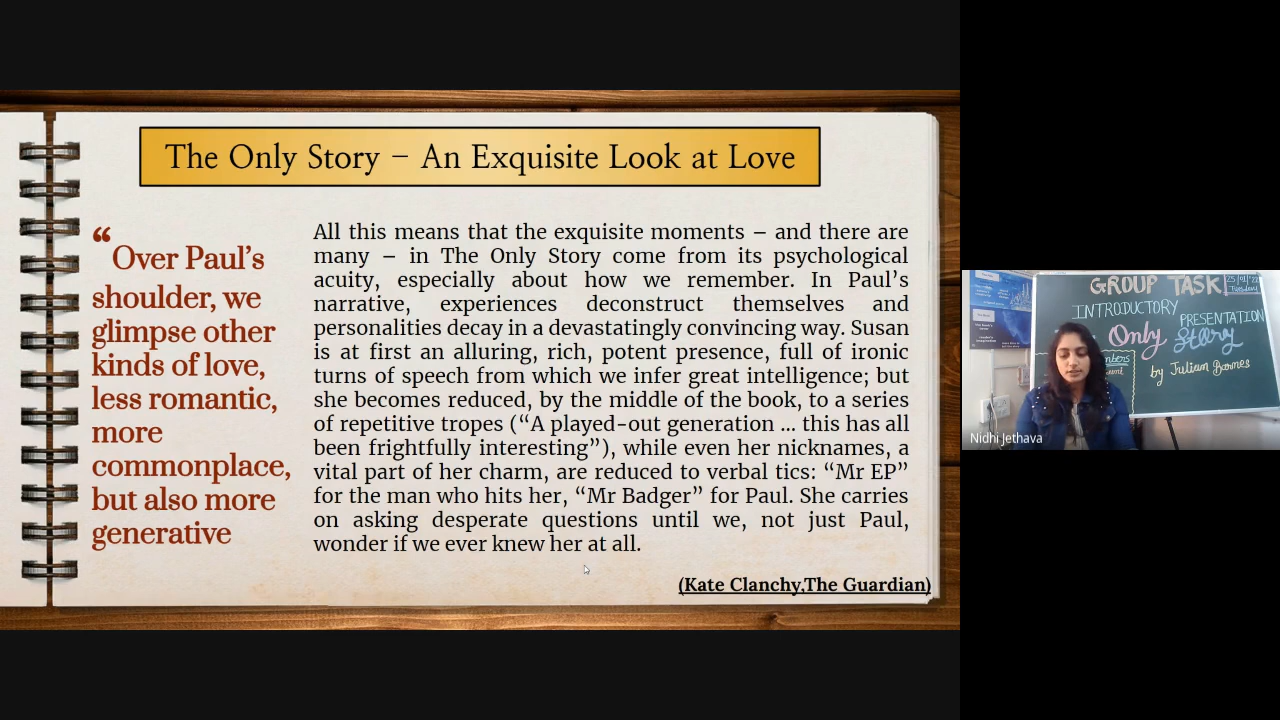 The Only Story – An Exquisite Look at Love
“Over Paul’s
shoulder, we
glimpse other
kinds of love,
less romantic,
more
commonplace,
but also more
generative
All this means that the exquisite moments – and there are
many – in The Only Story come from its psychological
acuity, especially about how we remember. In Paul’s
narrative, experiences deconstruct themselves and
personalities decay in a devastatingly convincing way. Susan
is at first an alluring, rich, potent presence, full of ironic
turns of speech from which we infer great intelligence; but
she becomes reduced, by the middle of the book, to a series
of repetitive tropes (“A played-out generation ... this has all
been frightfully interesting”), while even her nicknames, a
vital part of her charm, are reduced to verbal tics: “Mr EP”
for the man who hits her, “Mr Badger” for Paul. She carries
on asking desperate questions until we, not just Paul,
wonder if we ever knew her at all.
(Kate Clanchy,The Guardian)
GROUP TASK
INTRODUCTORY
PRESENTATION
Only Story
by Julian Barnes
Nidhi Jethava